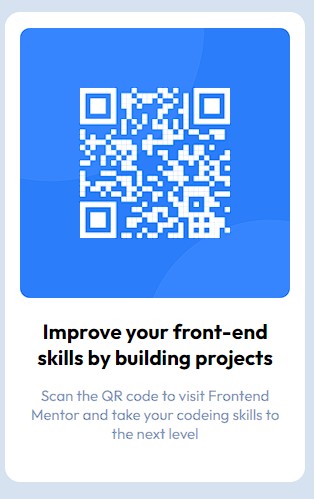 Improve your front-end
skills by building projects
Scan the QR code to visit Frontend
Mentor and take your codeing skills to
the next level